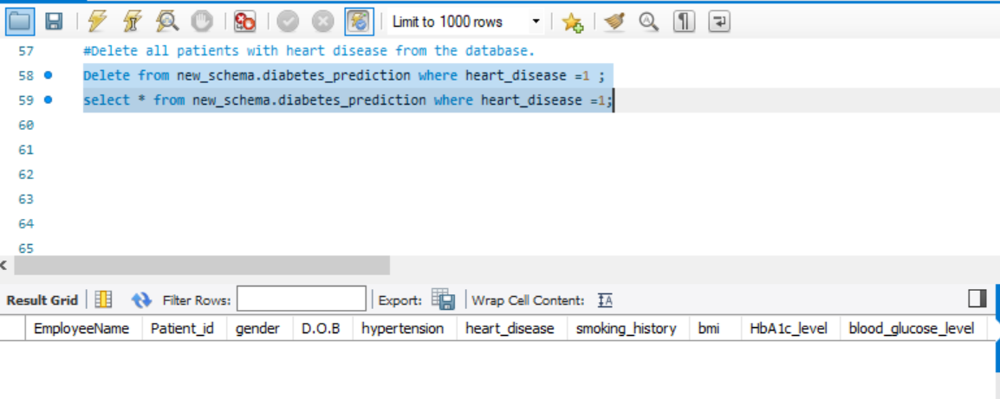 Limit to 1000 rows
57 #Delete all patients with heart disease from the database.
58 Delete from new_schema.diabetes_prediction where heart_disease =1 ;
59 select * from new_schema.diabetes_prediction where heart_disease =1;
60
61
62
63
64
65
Result Grid Filter Rows: Export: Wrap Cell Content:
EmployeeName Patient_id gender D.O.B hypertension heart_disease smoking_history bmi HbA1c_level blood_glucose_level